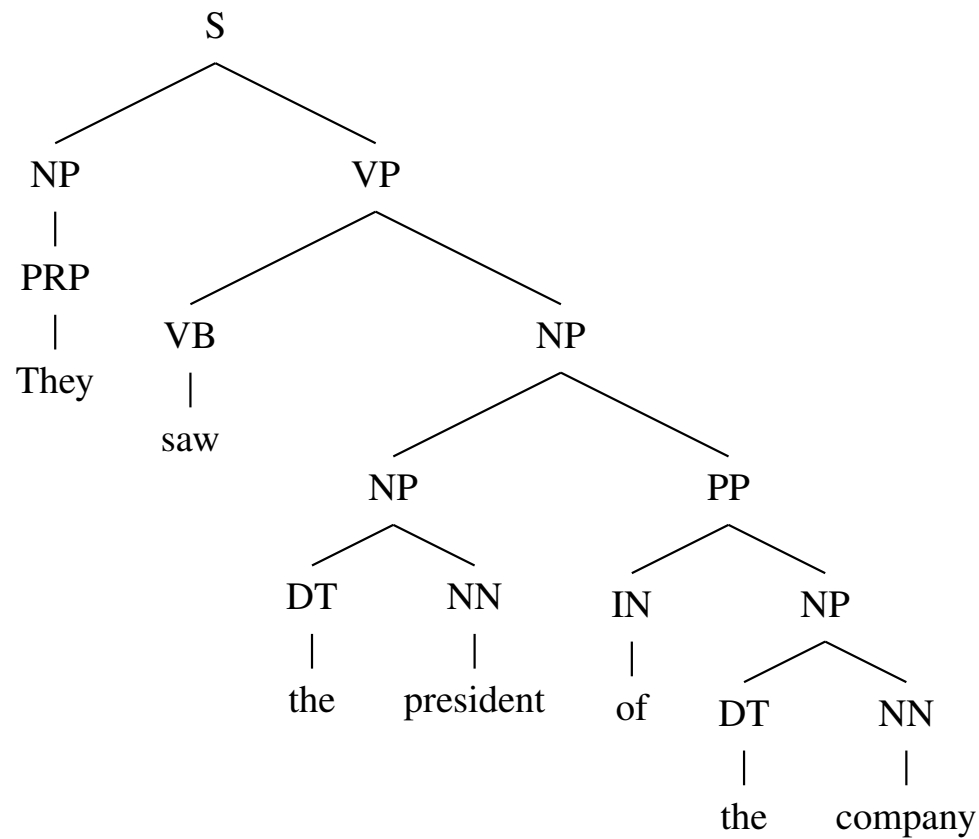 S
NP VP
PRP
VB NP
They
saw
NP PP
DT NN IN NP
the president of
DT NN
the company